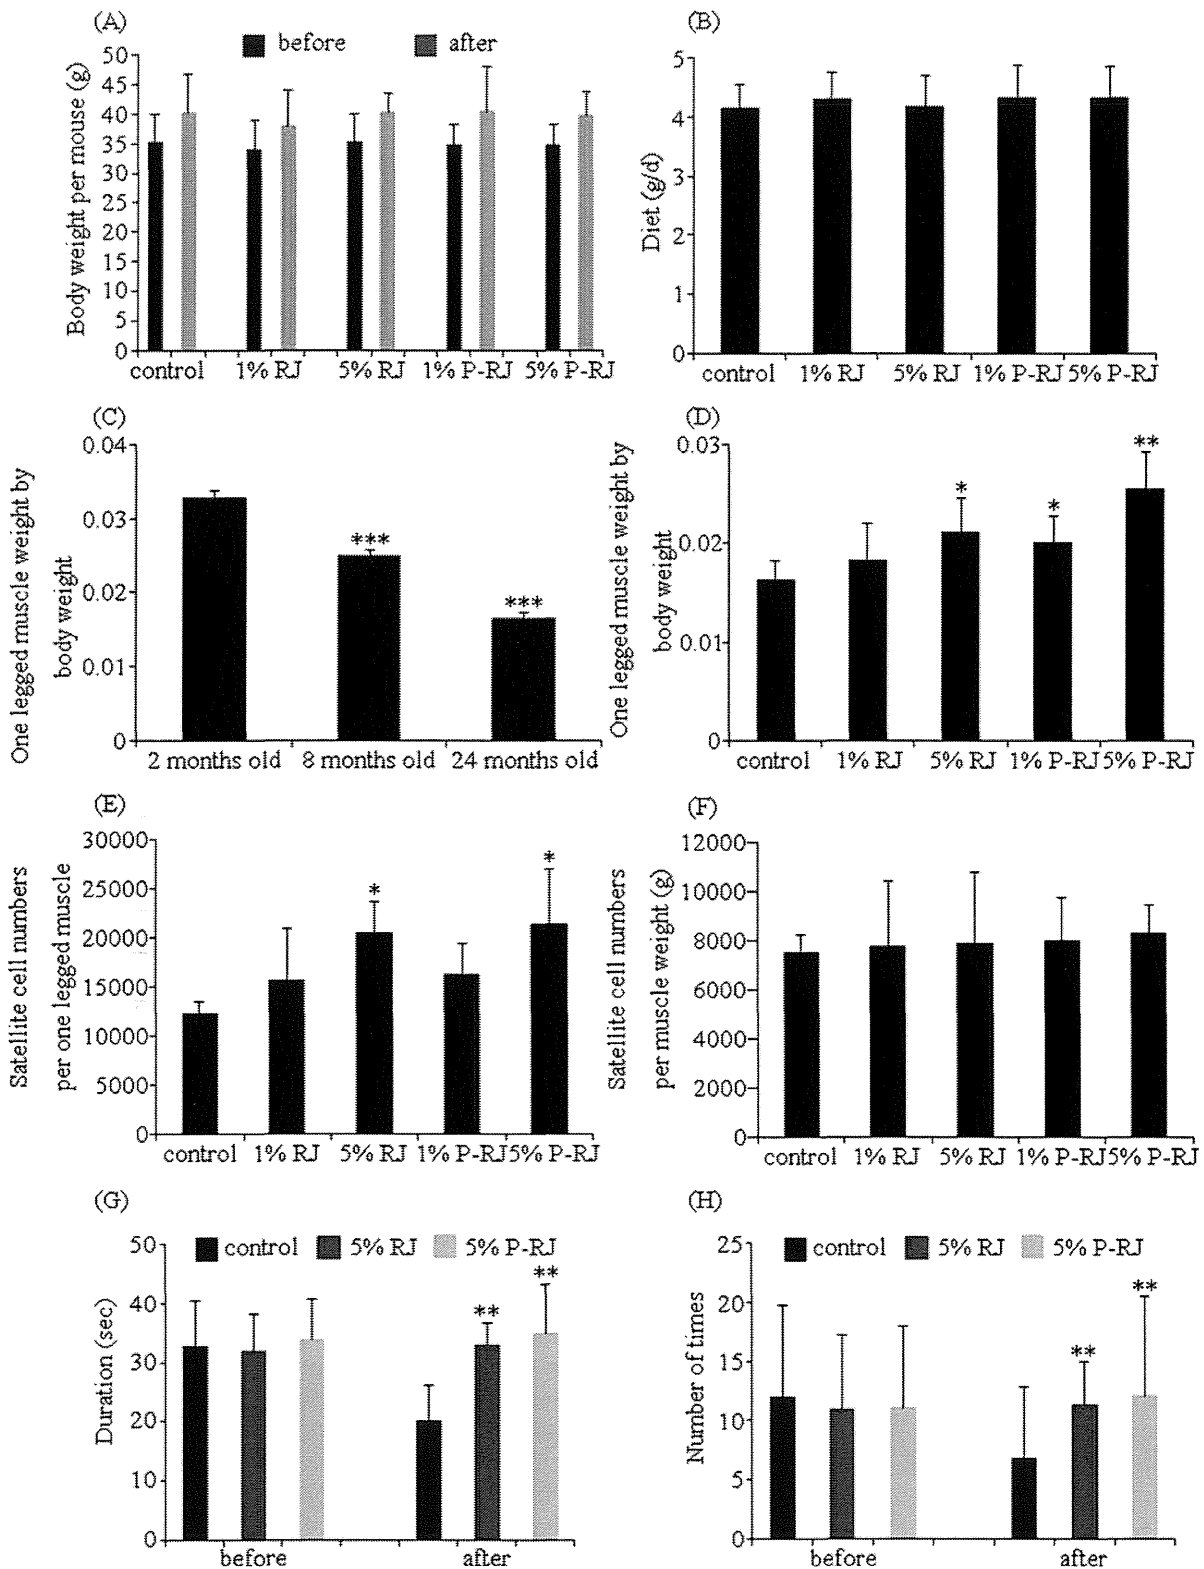 (A)
before after
Body weight per mouse (g)
50
45
40
35
30
25
20
15
10
5
0
control 1% RJ 5% RJ 1% P-RJ 5% P-RJ
(B)
Diet (g/d)
5
4
3
2
1
0
control 1% RJ 5% RJ 1% P-RJ 5% P-RJ
(C)
One legged muscle weight by
body weight
0.04
0.03
0.02
0.01
0
***
***
2 months old 8 months old 24 months old
(D)
One legged muscle weight by
body weight
0.03
0.02
0.01
0
*
*
**
control 1% RJ 5% RJ 1% P-RJ 5% P-RJ
(E)
Satellite cell numbers
per one legged muscle
30000
25000
20000
15000
10000
5000
0
*
*
control 1% RJ 5% RJ 1% P-RJ 5% P-RJ
(F)
Satellite cell numbers
per muscle weight (g)
12000
10000
8000
6000
4000
2000
0
control 1% RJ 5% RJ 1% P-RJ 5% P-RJ
(G)
control 5% RJ 5% P-RJ
Duration (sec)
50
40
30
20
10
0
**
**
before after
(H)
control 5% RJ 5% P-RJ
Number of times
25
20
15
10
5
0
**
**
before after